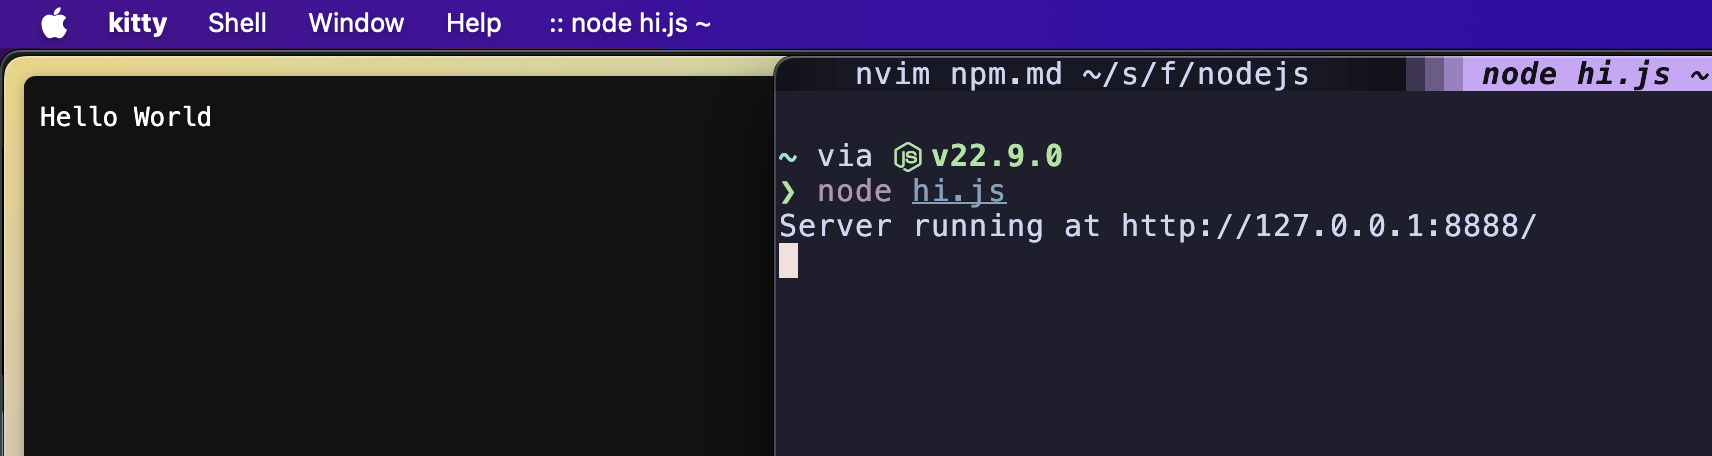 kitty Shell Window Help :: node hi.js ~
Hello World
nvim npm.md ~/s/f/nodejs node hi.js ~
~ via JS v22.9.0
❯ node hi.js
Server running at http://127.0.0.1:8888/